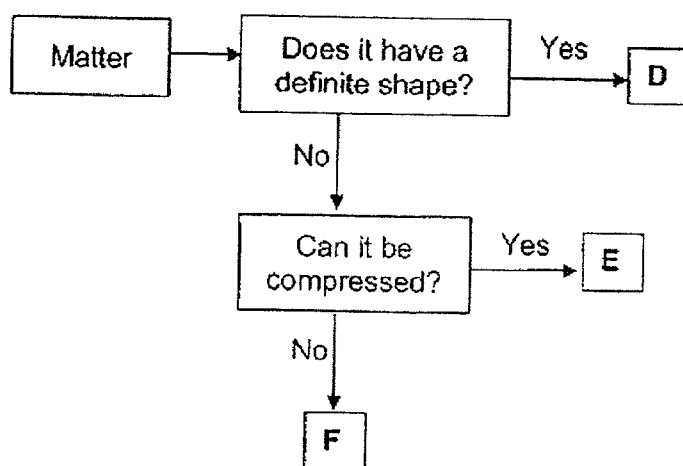 Matter
Does it have a
definite shape?
Yes
D
No
Can it be
compressed?
Yes
E
No
F